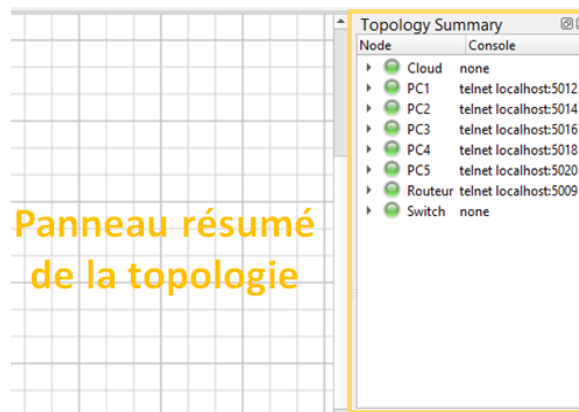 Topology Summary
Node Console
Cloud none
PC1 telnet localhost:5012
PC2 telnet localhost:5014
PC3 telnet localhost:5016
PC4 telnet localhost:5018
PC5 telnet localhost:5020
Routeur telnet localhost:5009
Switch none
Panneau résumé
de la topologie